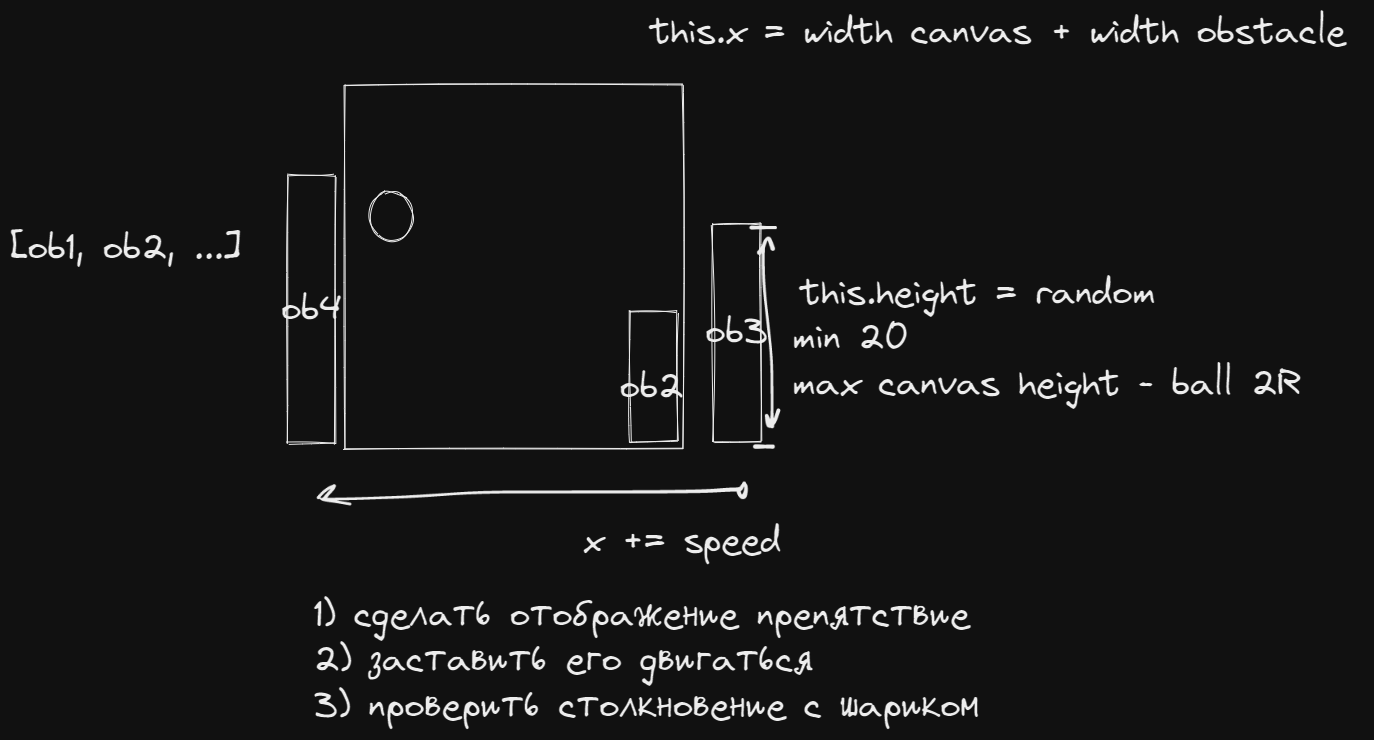 this.x = width canvas + width obstacle
[ob1, ob2, ...]
ob4
ob3
ob2
this.height = random
min 20
max canvas height - ball 2R
x += speed
1) сделать отображение препятствие
2) заставить его двигаться
3) проверить столкновение с шариком